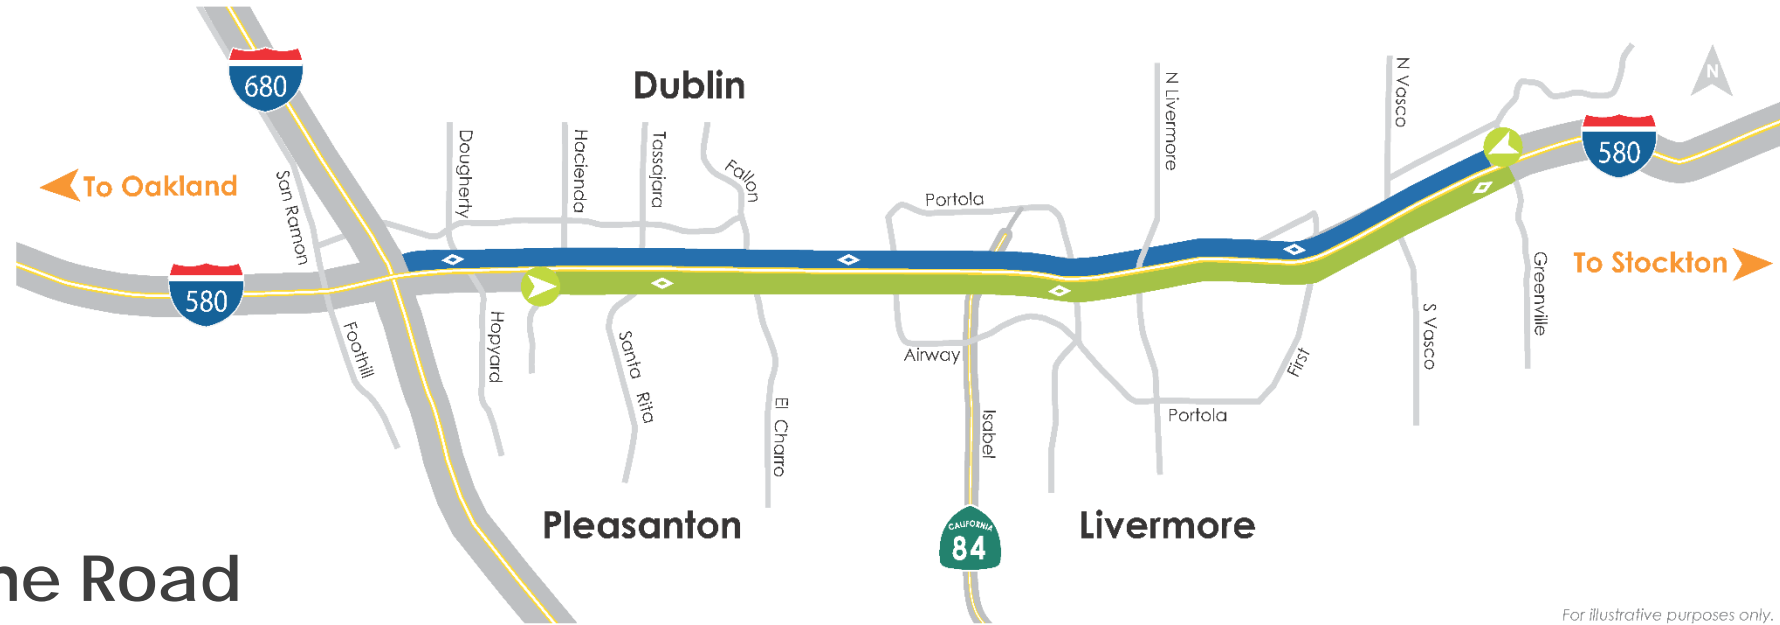 680
Dublin
To Oakland
San Ramon
Dougherty
Hacienda
Tassajara
Fallon
Portola
N Livermore
N Vasco
N
580
To Stockton
580
Foothill
Hopyard
Santa Rita
El Charro
Airway
Isabel
First
Portola
S Vasco
Greenville
Pleasanton
CALIFORNIA
84
Livermore
ne Road
For illustrative purposes only.